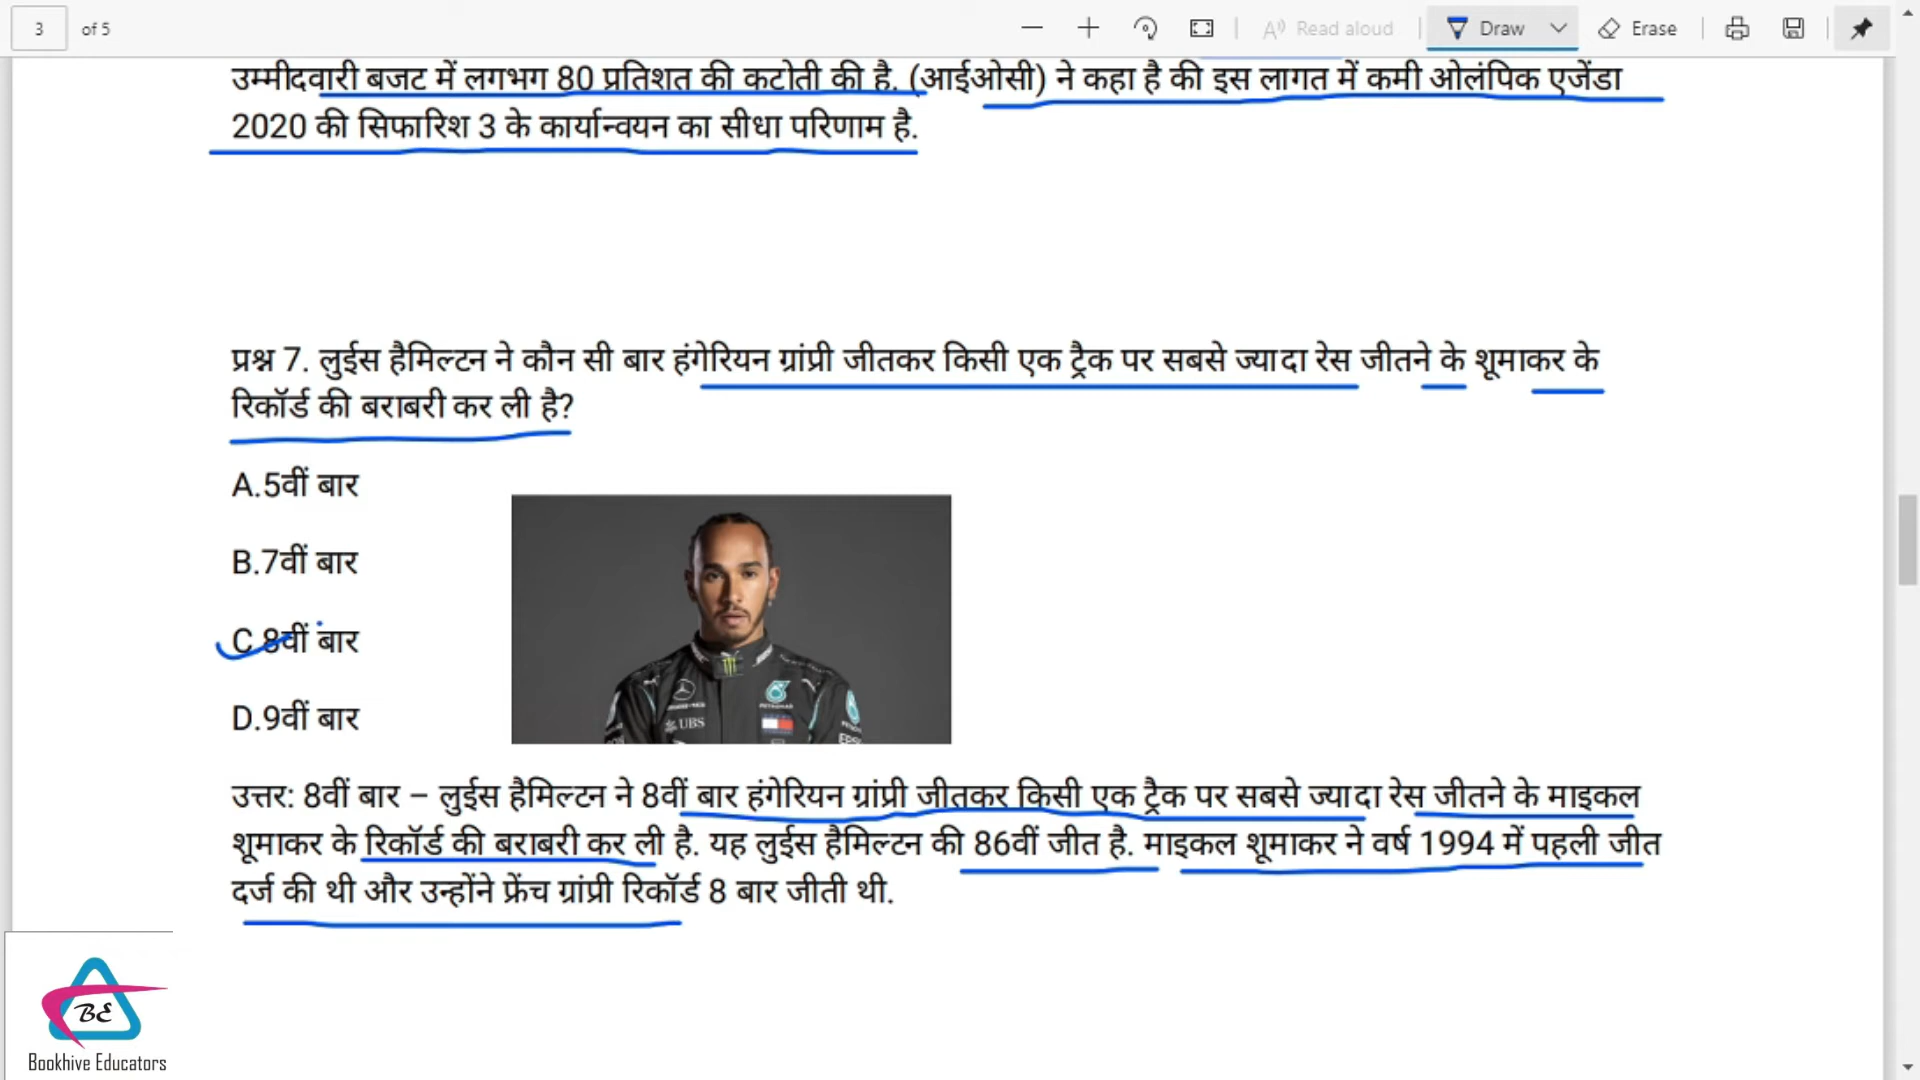 3 of 5
Read aloud
Draw
Erase
उम्मीदवारी बजट में लगभग 80 प्रतिशत की कटोती की है. (आईओसी) ने कहा है की इस लागत में कमी ओलंपिक एजेंडा
2020 की सिफारिश 3 के कार्यान्वयन का सीधा परिणाम है.
प्रश्न 7. लुईस हैमिल्टन ने कौन सी बार हंगेरियन ग्रांप्री जीतकर किसी एक ट्रैक पर सबसे ज्यादा रेस जीतने के शूमाकर के
रिकॉर्ड की बराबरी कर ली है?
A.5वीं बार
B.7वीं बार
C 8वीं बार
D.9वीं बार
UBS
PETRONAS
उत्तर: 8वीं बार – लुईस हैमिल्टन ने 8वीं बार हंगेरियन ग्रांप्री जीतकर किसी एक ट्रैक पर सबसे ज्यादा रेस जीतने के माइकल
शूमाकर के रिकॉर्ड की बराबरी कर ली है. यह लुईस हैमिल्टन की 86वीं जीत है. माइकल शूमाकर ने वर्ष 1994 में पहली जीत
दर्ज की थी और उन्होंने फ्रेंच ग्रांप्री रिकॉर्ड 8 बार जीती थी.
BE
Bookhive Educators